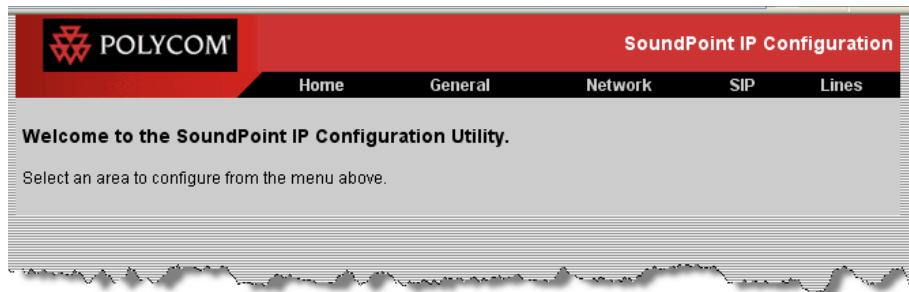 POLYCOM
SoundPoint IP Configuration
Home General Network SIP Lines
Welcome to the SoundPoint IP Configuration Utility.
Select an area to configure from the menu above.